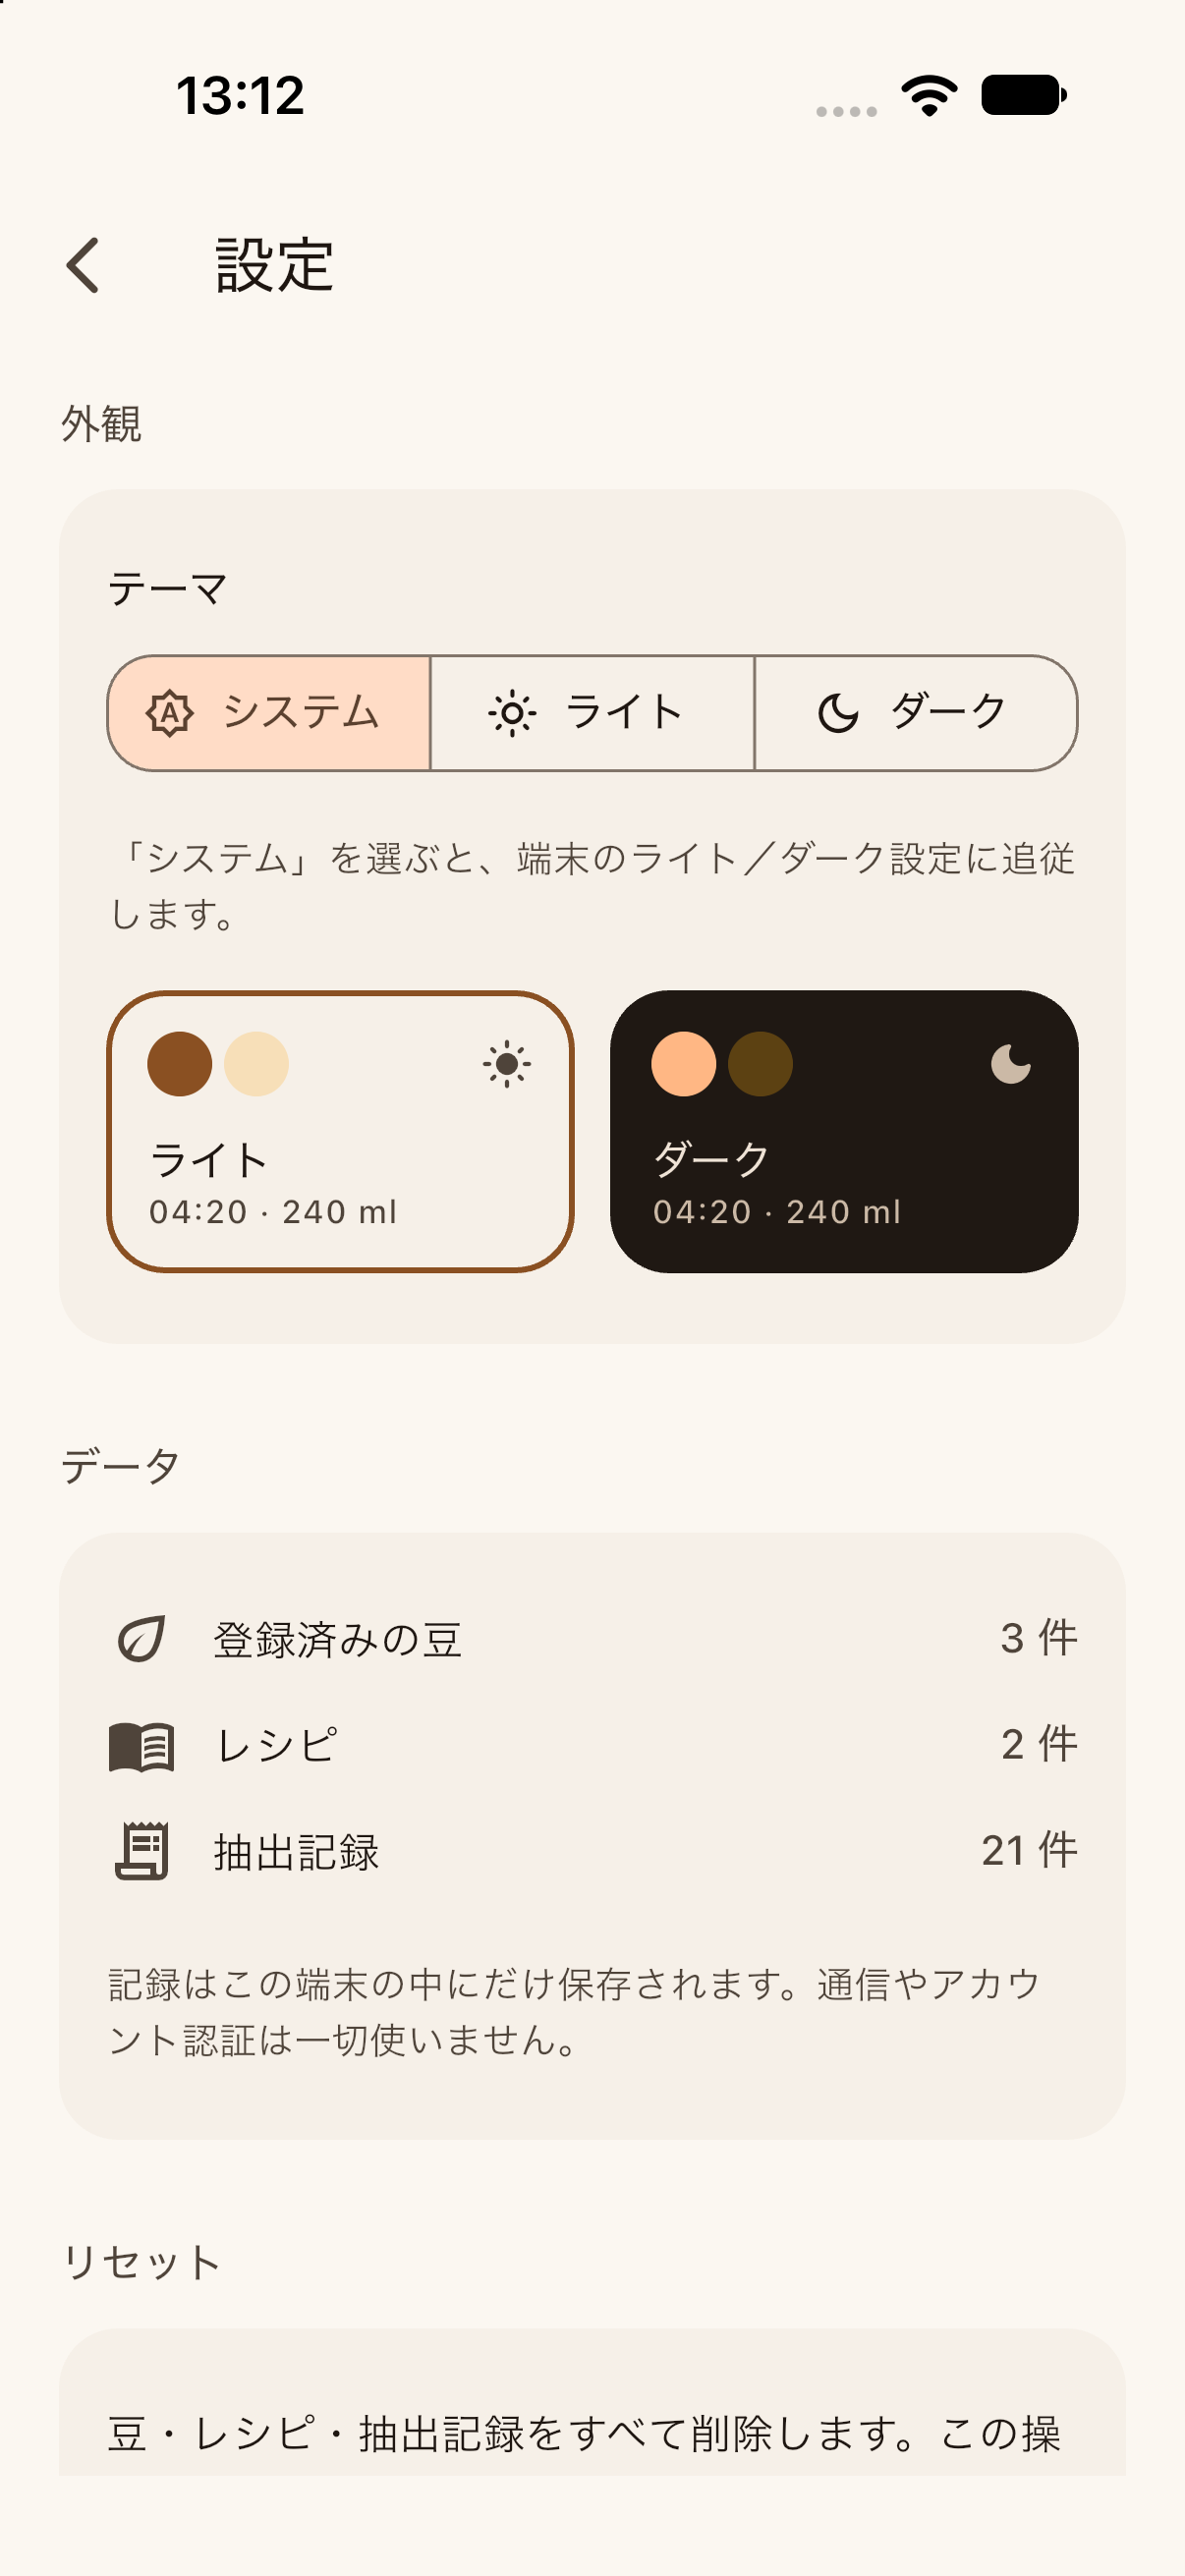 13:12
設定
外観
テーマ
システム
ライト
ダーク
「システム」を選ぶと、端末のライト／ダーク設定に追従
します。
ライト
04:20 · 240 ml
ダーク
04:20 · 240 ml
データ
登録済みの豆 3 件
レシピ 2 件
抽出記録 21 件
記録はこの端末の中にだけ保存されます。通信やアカウ
ント認証は一切使いません。
リセット
豆・レシピ・抽出記録をすべて削除します。この操